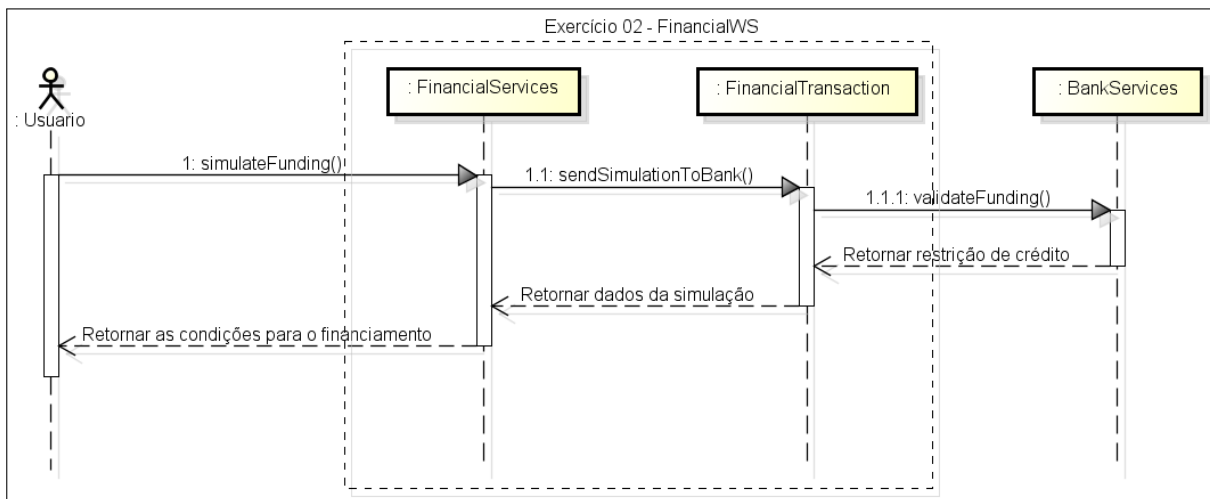 Exercício 02 - FinancialWS
: FinancialServices
: FinancialTransaction
: BankServices
: Usuario
1: simulateFunding()
1.1: sendSimulationToBank()
1.1.1: validateFunding()
Retornar restrição de crédito
Retornar dados da simulação
Retornar as condições para o financiamento